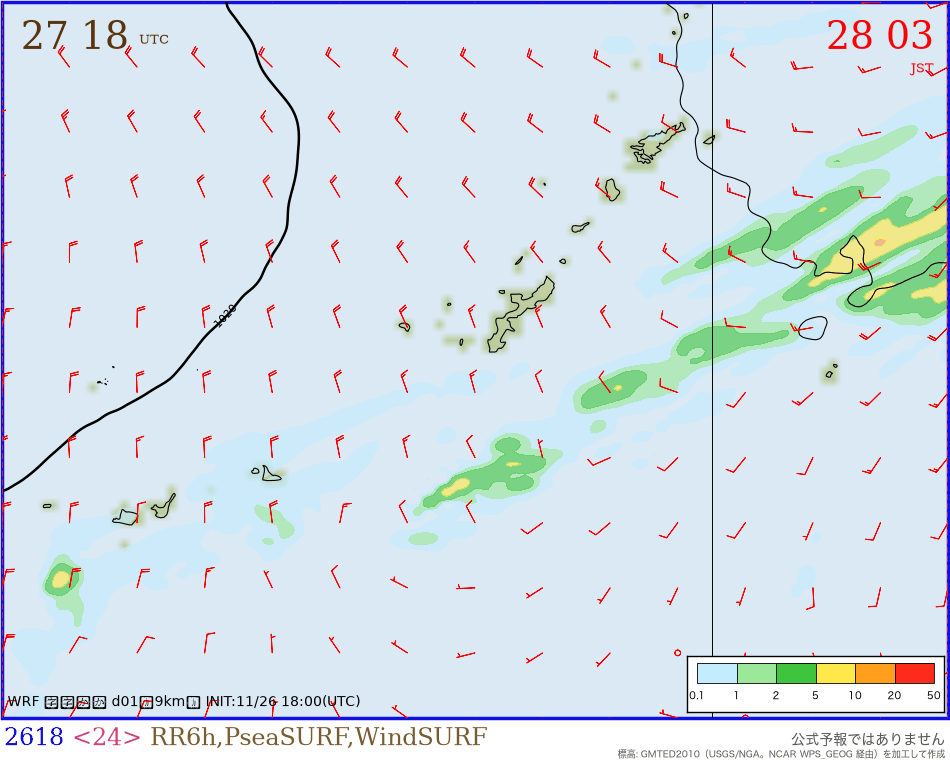 27 18 UTC
28 03
JST
1020
WRF d01 9km INIT:11/26 18:00(UTC)
0.1 1 2 5 10 20 50
2618 <24> RR6h,PseaSURF,WindSURF
公式予報ではありません
標高: GMTED2010（USGS/NGA。NCAR WPS_GEOG 経由）を加工して作成